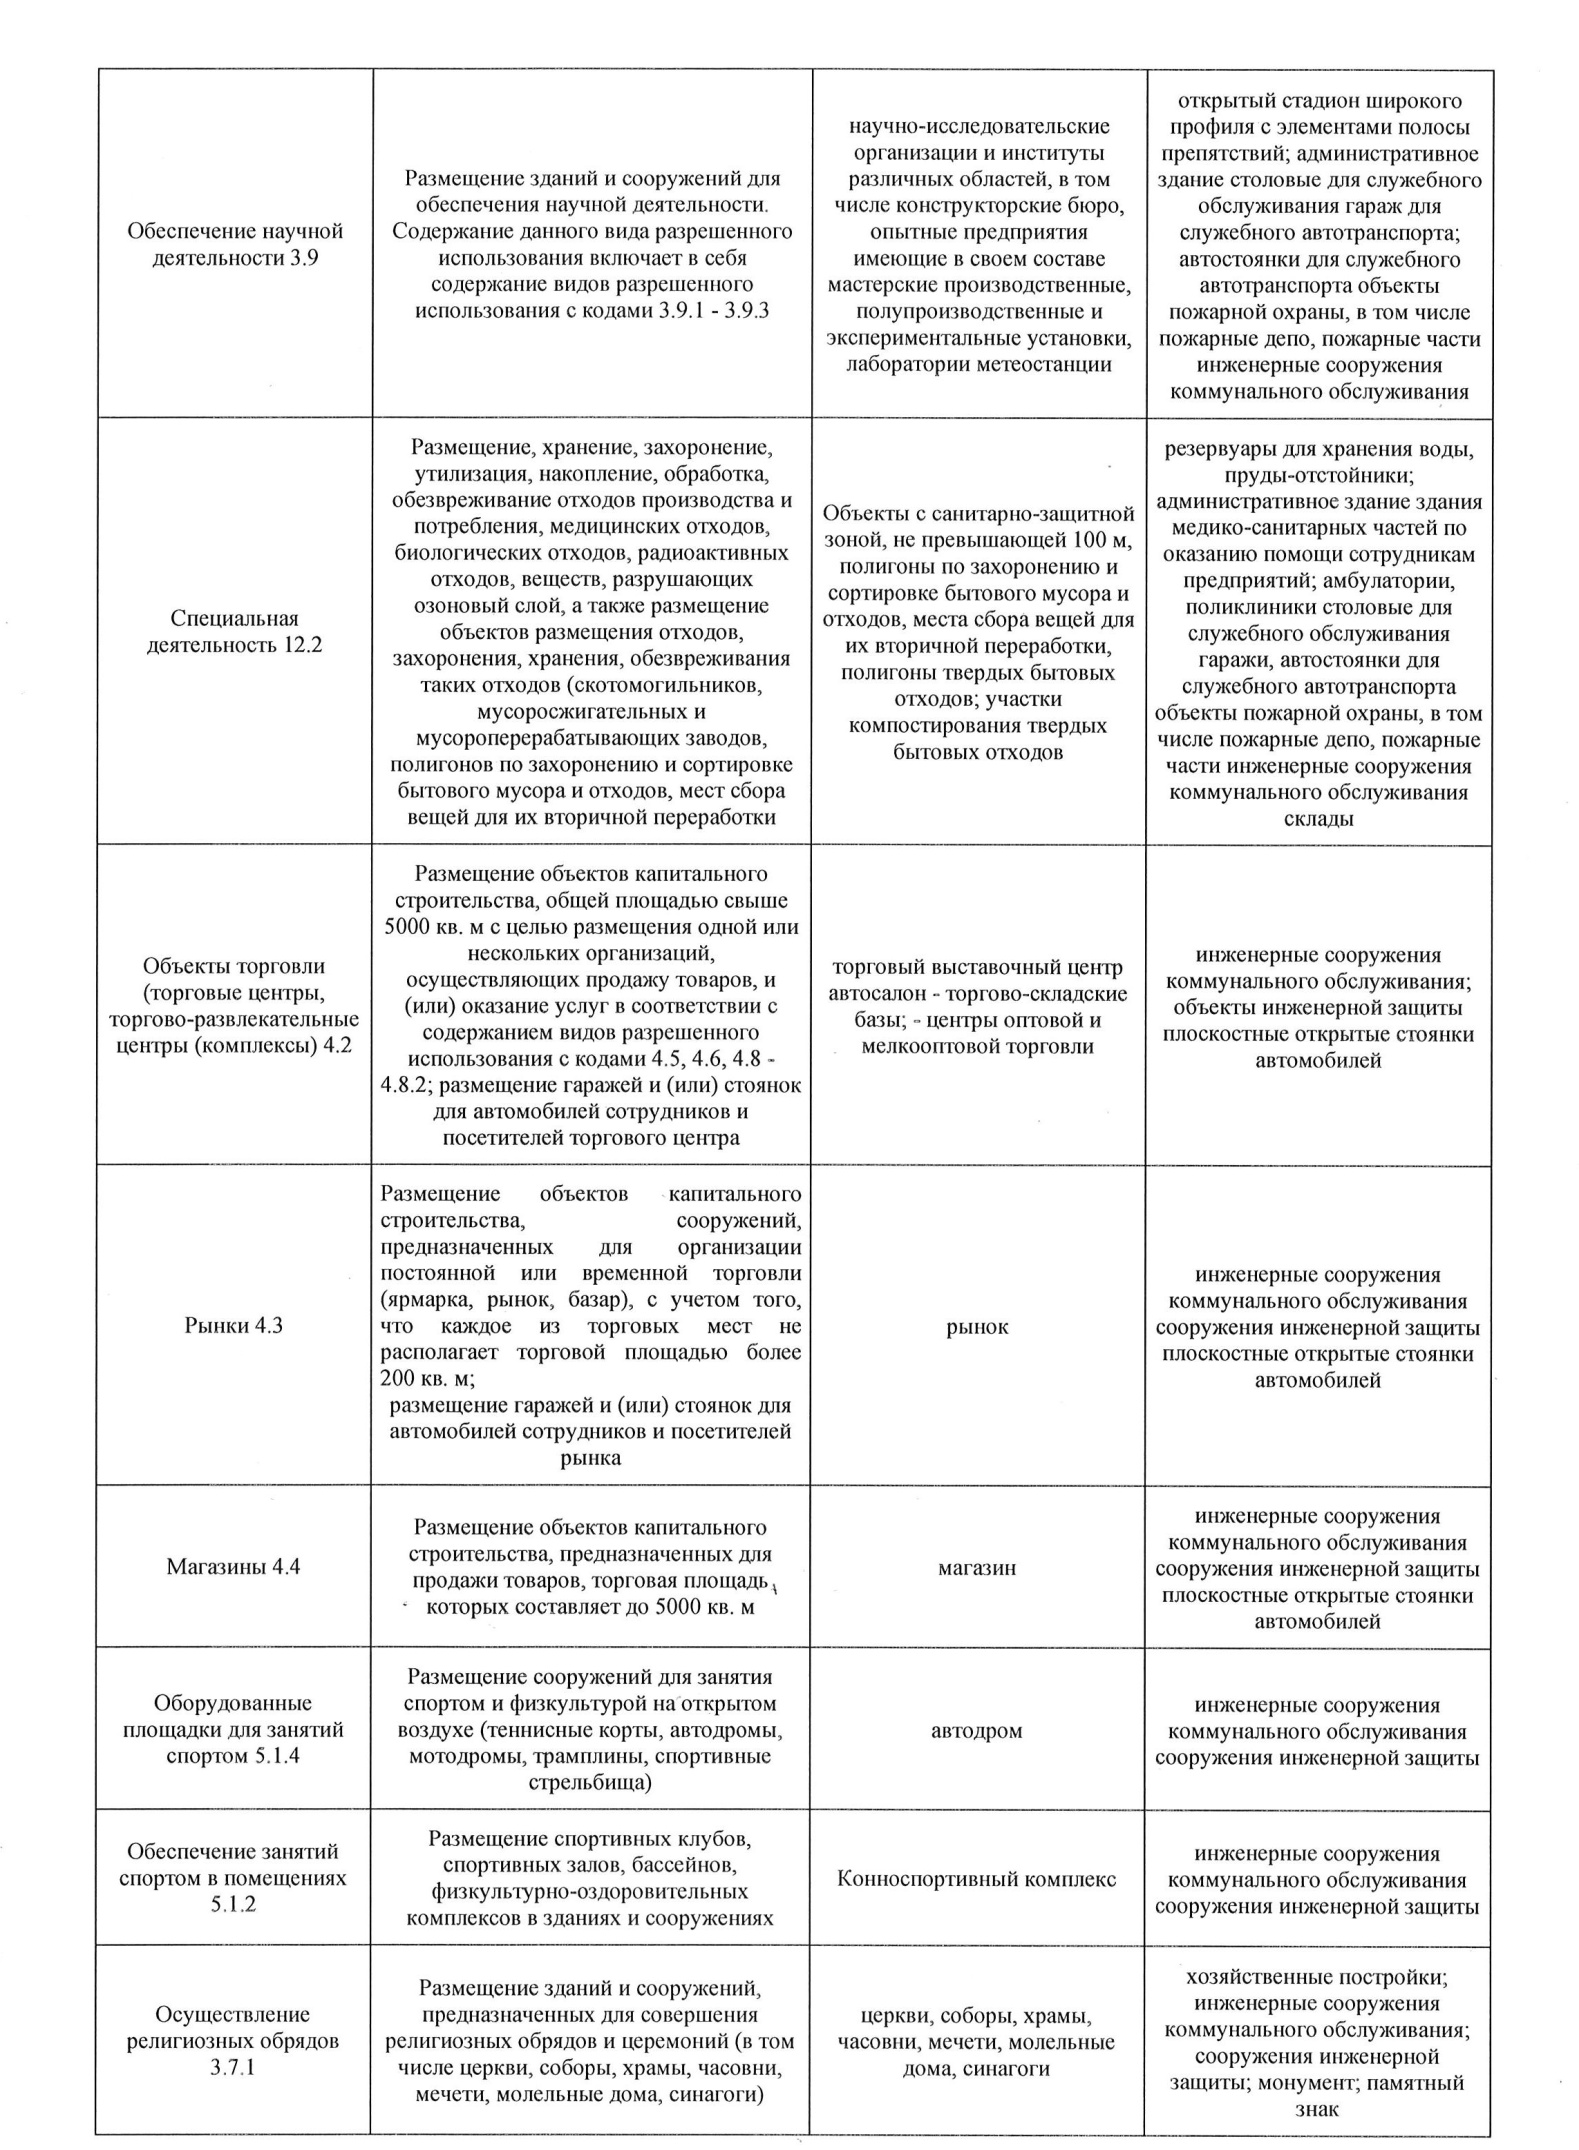 Обеспечение научной
деятельности 3.9
Размещение зданий и сооружений для
обеспечения научной деятельности.
Содержание данного вида разрешенного
использования включает в себя
содержание видов разрешенного
использования с кодами 3.9.1 - 3.9.3
научно-исследовательские
организации и институты
различных областей, в том
числе конструкторские бюро,
опытные предприятия
имеющие в своем составе
мастерские производственные,
полупроизводственные и
экспериментальные установки,
лаборатории метеостанции
открытый стадион широкого
профиля с элементами полосы
препятствий; административное
здание столовые для служебного
обслуживания гараж для
служебного автотранспорта;
автостоянки для служебного
автотранспорта объекты
пожарной охраны, в том числе
пожарные депо, пожарные части
инженерные сооружения
коммунального обслуживания
Специальная
деятельность 12.2
Размещение, хранение, захоронение,
утилизация, накопление, обработка,
обезвреживание отходов производства и
потребления, медицинских отходов,
биологических отходов, радиоактивных
отходов, веществ, разрушающих
озоновый слой, а также размещение
объектов размещения отходов,
захоронения, хранения, обезвреживания
таких отходов (скотомогильников,
мусоросжигательных и
мусороперерабатывающих заводов,
полигонов по захоронению и сортировке
бытового мусора и отходов, мест сбора
вещей для их вторичной переработки
Объекты с санитарно-защитной
зоной, не превышающей 100 м,
полигоны по захоронению и
сортировке бытового мусора и
отходов, места сбора вещей для
их вторичной переработки,
полигоны твердых бытовых
отходов; участки
компостирования твердых
бытовых отходов
резервуары для хранения воды,
пруды-отстойники;
административное здание здания
медико-санитарных частей по
оказанию помощи сотрудникам
предприятий; амбулатории,
поликлиники столовые для
служебного обслуживания
гаражи, автостоянки для
служебного автотранспорта
объекты пожарной охраны, в том
числе пожарные депо, пожарные
части инженерные сооружения
коммунального обслуживания
склады
Объекты торговли
(торговые центры,
торгово-развлекательные
центры (комплексы) 4.2
Размещение объектов капитального
строительства, общей площадью свыше
5000 кв. м с целью размещения одной или
нескольких организаций,
осуществляющих продажу товаров, и
(или) оказание услуг в соответствии с
содержанием видов разрешенного
использования с кодами 4.5, 4.6, 4.8 -
4.8.2; размещение гаражей и (или) стоянок
для автомобилей сотрудников и
посетителей торгового центра
торговый выставочный центр
автосалон - торгово-складские
базы; - центры оптовой и
мелкооптовой торговли
инженерные сооружения
коммунального обслуживания;
объекты инженерной защиты
плоскостные открытые стоянки
автомобилей
Рынки 4.3
Размещение объектов капитального
строительства, сооружений,
предназначенных для организации
постоянной или временной торговли
(ярмарка, рынок, базар), с учетом того,
что каждое из торговых мест не
располагает торговой площадью более
200 кв. м;
размещение гаражей и (или) стоянок для
автомобилей сотрудников и посетителей
рынка
рынок
инженерные сооружения
коммунального обслуживания
сооружения инженерной защиты
плоскостные открытые стоянки
автомобилей
Магазины 4.4
Размещение объектов капитального
строительства, предназначенных для
продажи товаров, торговая площадь
которых составляет до 5000 кв. м
магазин
инженерные сооружения
коммунального обслуживания
сооружения инженерной защиты
плоскостные открытые стоянки
автомобилей
Оборудованные
площадки для занятий
спортом 5.1.4
Размещение сооружений для занятия
спортом и физкультурой на открытом
воздухе (теннисные корты, автодромы,
мотодромы, трамплины, спортивные
стрельбища)
автодром
инженерные сооружения
коммунального обслуживания
сооружения инженерной защиты
Обеспечение занятий
спортом в помещениях
5.1.2
Размещение спортивных клубов,
спортивных залов, бассейнов,
физкультурно-оздоровительных
комплексов в зданиях и сооружениях
Конноспортивный комплекс
инженерные сооружения
коммунального обслуживания
сооружения инженерной защиты
Осуществление
религиозных обрядов
3.7.1
Размещение зданий и сооружений,
предназначенных для совершения
религиозных обрядов и церемоний (в том
числе церкви, соборы, храмы, часовни,
мечети, молельные дома, синагоги)
церкви, соборы, храмы,
часовни, мечети, молельные
дома, синагоги
хозяйственные постройки;
инженерные сооружения
коммунального обслуживания;
сооружения инженерной
защиты; монумент; памятный
знак